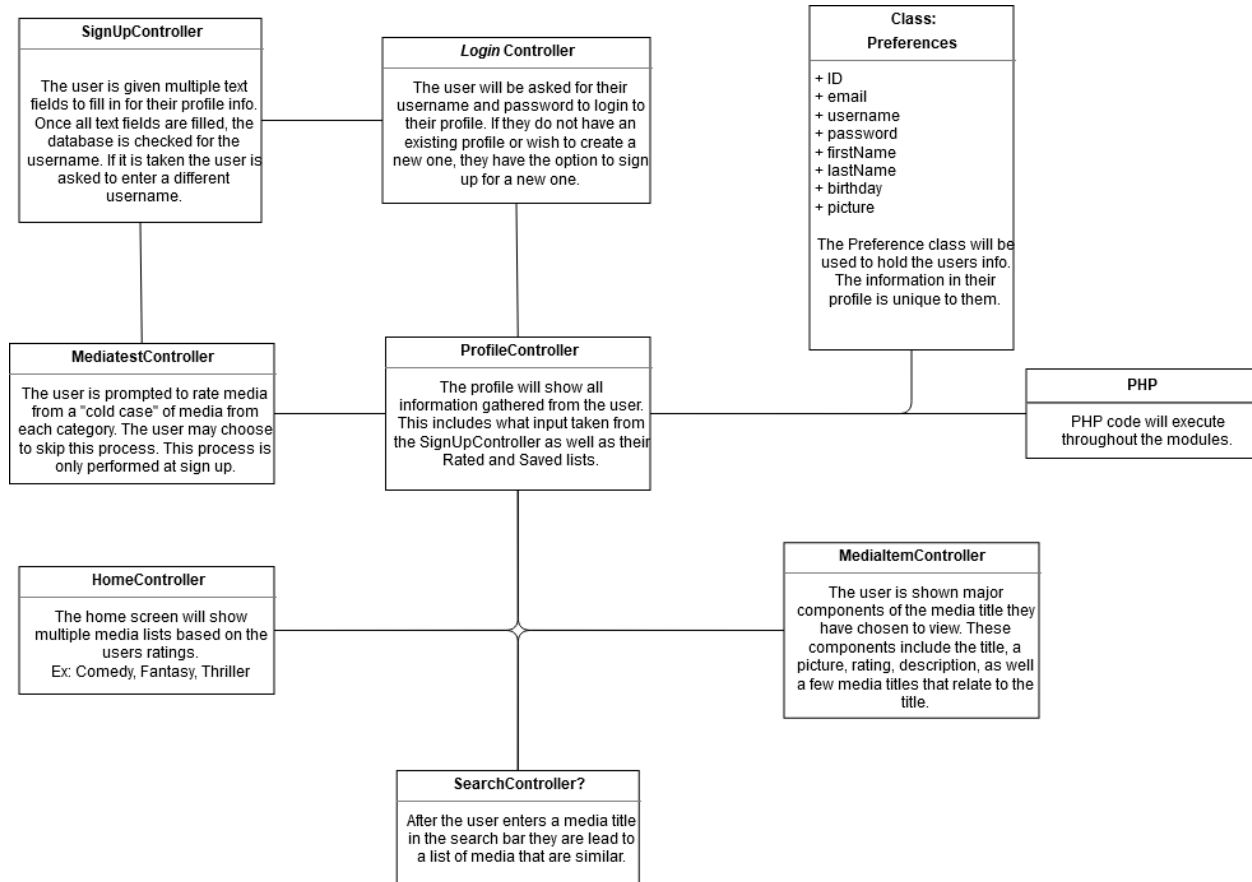 SignUpController
The user is given multiple text
fields to fill in for their profile info.
Once all text fields are filled, the
database is checked for the
username. If it is taken the user is
asked to enter a different
username.
Login Controller
The user will be asked for their
username and password to login to
their profile. If they do not have an
existing profile or wish to create a
new one, they have the option to sign
up for a new one.
Class:
Preferences
+ ID
+ email
+ username
+ password
+ firstName
+ lastName
+ birthday
+ picture
The Preference class will be
used to hold the users info.
The information in their
profile is unique to them.
MediatestController
The user is prompted to rate media
from a "cold case" of media from
each category. The user may choose
to skip this process. This process is
only performed at sign up.
ProfileController
The profile will show all
information gathered from the user.
This includes what input taken from
the SignUpController as well as their
Rated and Saved lists.
PHP
PHP code will execute
throughout the modules.
HomeController
The home screen will show
multiple media lists based on the
users ratings.
Ex: Comedy, Fantasy, Thriller
MediaItemController
The user is shown major
components of the media title they
have chosen to view. These
components include the title, a
picture, rating, description, as well
a few media titles that relate to the
title.
SearchController?
After the user enters a media title
in the search bar they are lead to
a list of media that are similar.